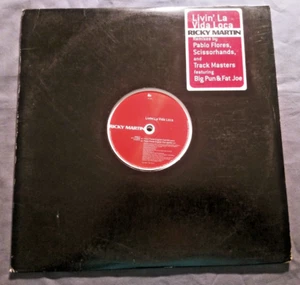 Livin' La
Vida Loca
RICKY MARTIN
Remixes by
Pablo Flores,
Scissorhands,
and
Track Masters
featuring
Big Pun & Fat Joe
RICKY MARTIN